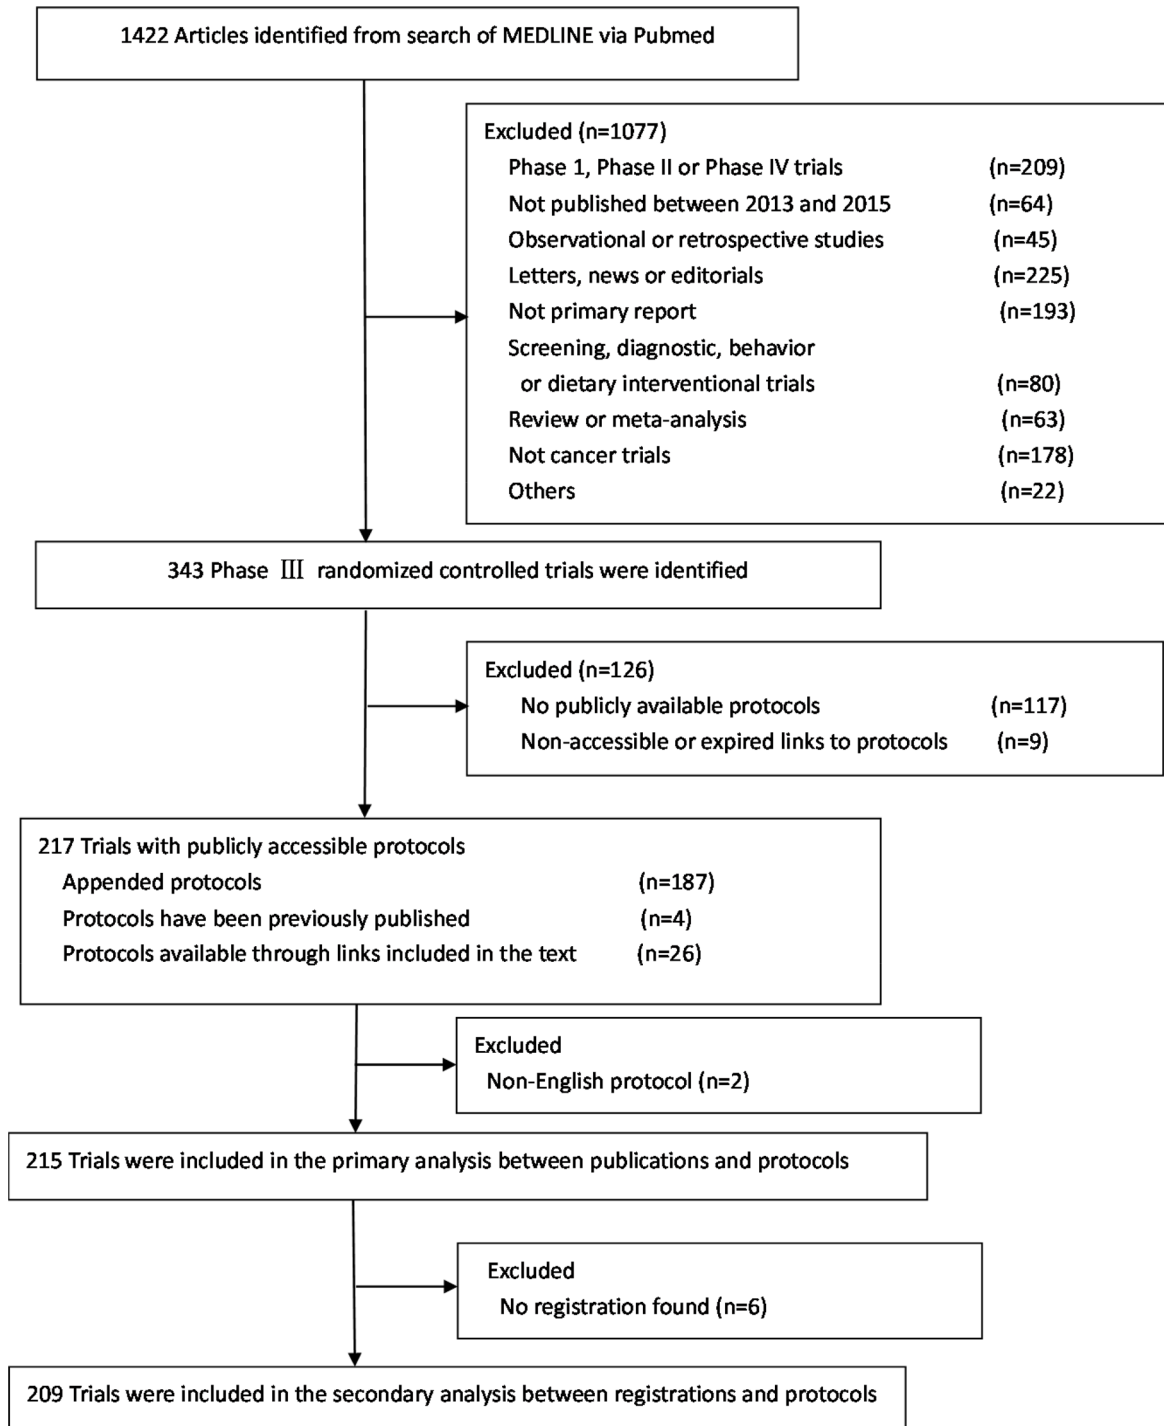 1422 Articles identified from search of MEDLINE via Pubmed
Excluded (n=1077)
Phase 1, Phase II or Phase IV trials (n=209)
Not published between 2013 and 2015 (n=64)
Observational or retrospective studies (n=45)
Letters, news or editorials (n=225)
Not primary report (n=193)
Screening, diagnostic, behavior
or dietary interventional trials (n=80)
Review or meta-analysis (n=63)
Not cancer trials (n=178)
Others (n=22)
343 Phase Ⅲ randomized controlled trials were identified
Excluded (n=126)
No publicly available protocols (n=117)
Non-accessible or expired links to protocols (n=9)
217 Trials with publicly accessible protocols
Appended protocols (n=187)
Protocols have been previously published (n=4)
Protocols available through links included in the text (n=26)
Excluded
Non-English protocol (n=2)
215 Trials were included in the primary analysis between publications and protocols
Excluded
No registration found (n=6)
209 Trials were included in the secondary analysis between registrations and protocols